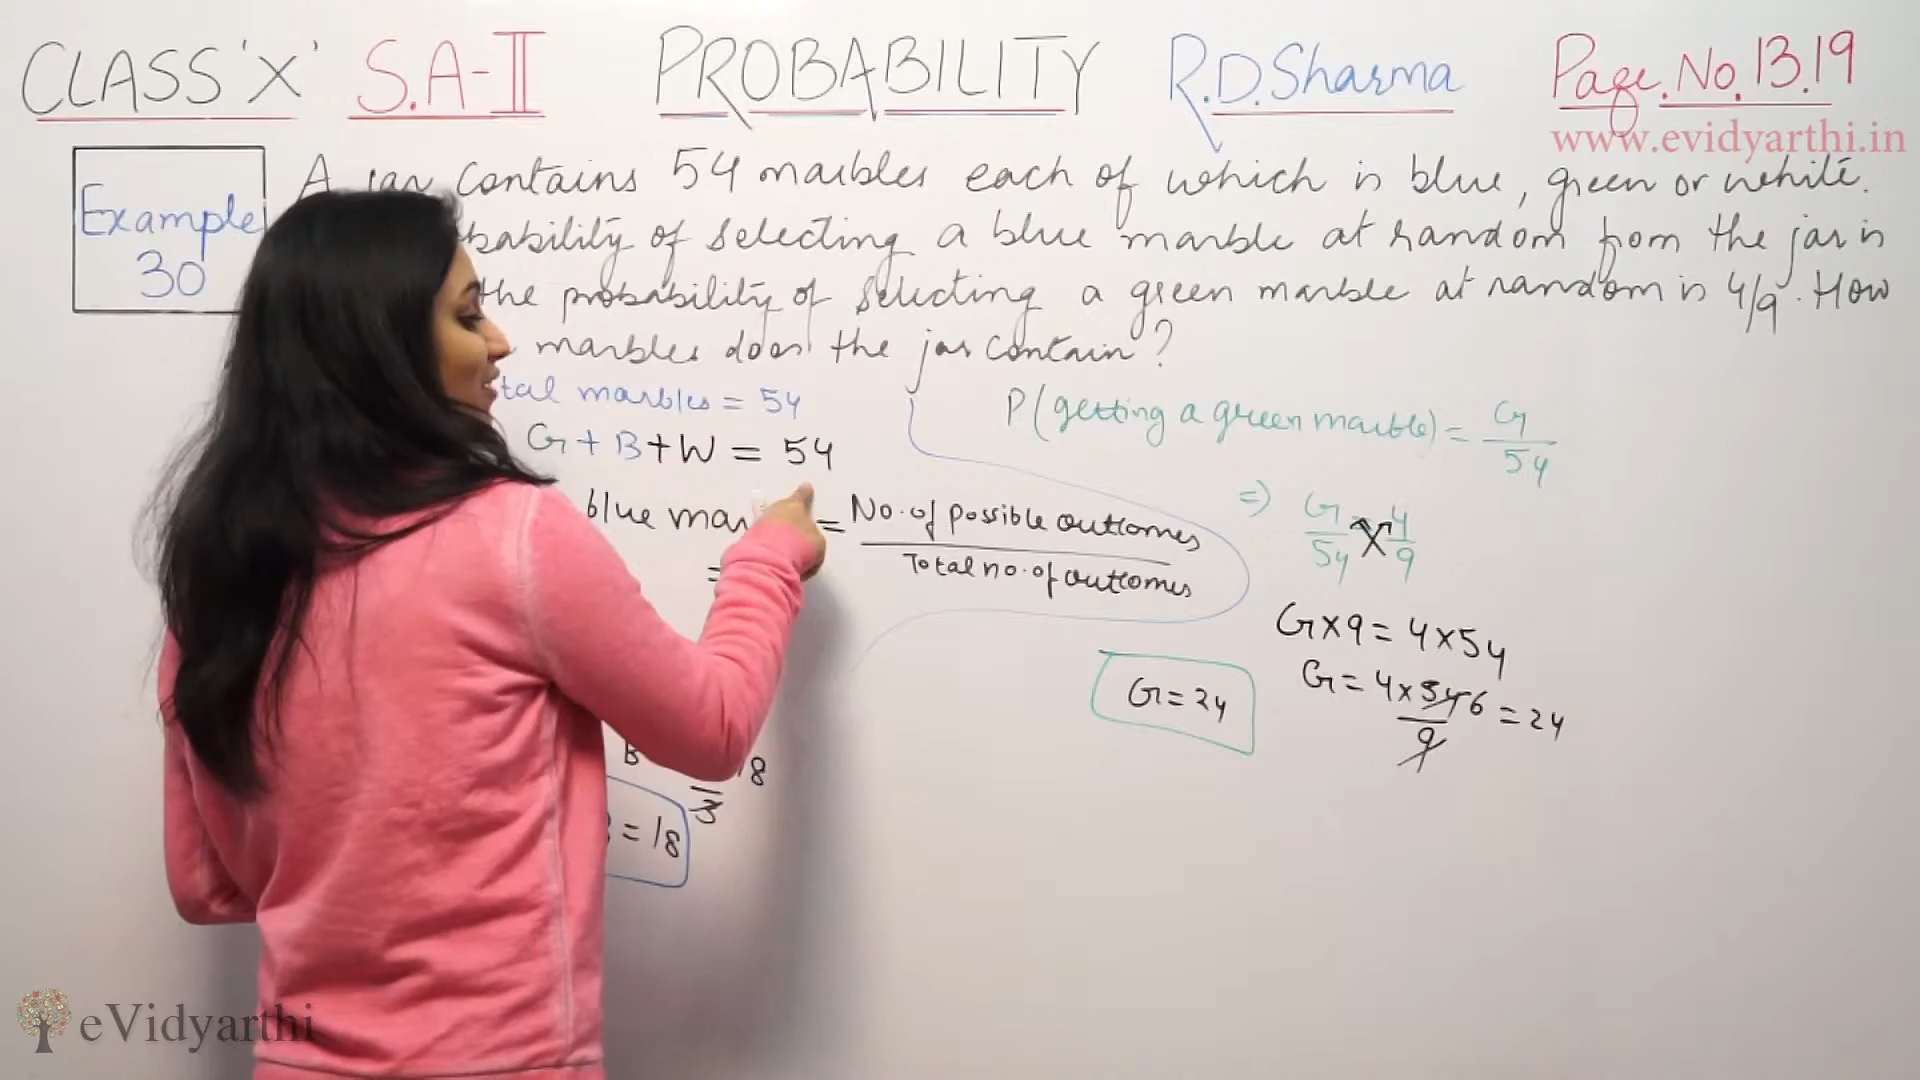 CLASS 'X' S.A-II PROBABILITY R.D.Sharma Page.No.13.19
www.evidyarthi.in
Example 30
A jar contains 54 marbles each of which is blue, green or white.
bability of selecting a blue marble at random from the jar is
the probability of selecting a green marble at random is 4/9. How
marbles does the jar contain?
tal marbles = 54
G + B + W = 54
blue mar = No. of possible outcomes / Total no. of outcomes
=
B 18
1/3
= 18
P(getting a green marble) = G/54
=> G/54 4/9
G×9 = 4×54
G = 4×54 6 / 9 = 24
G = 24
eVidyarthi